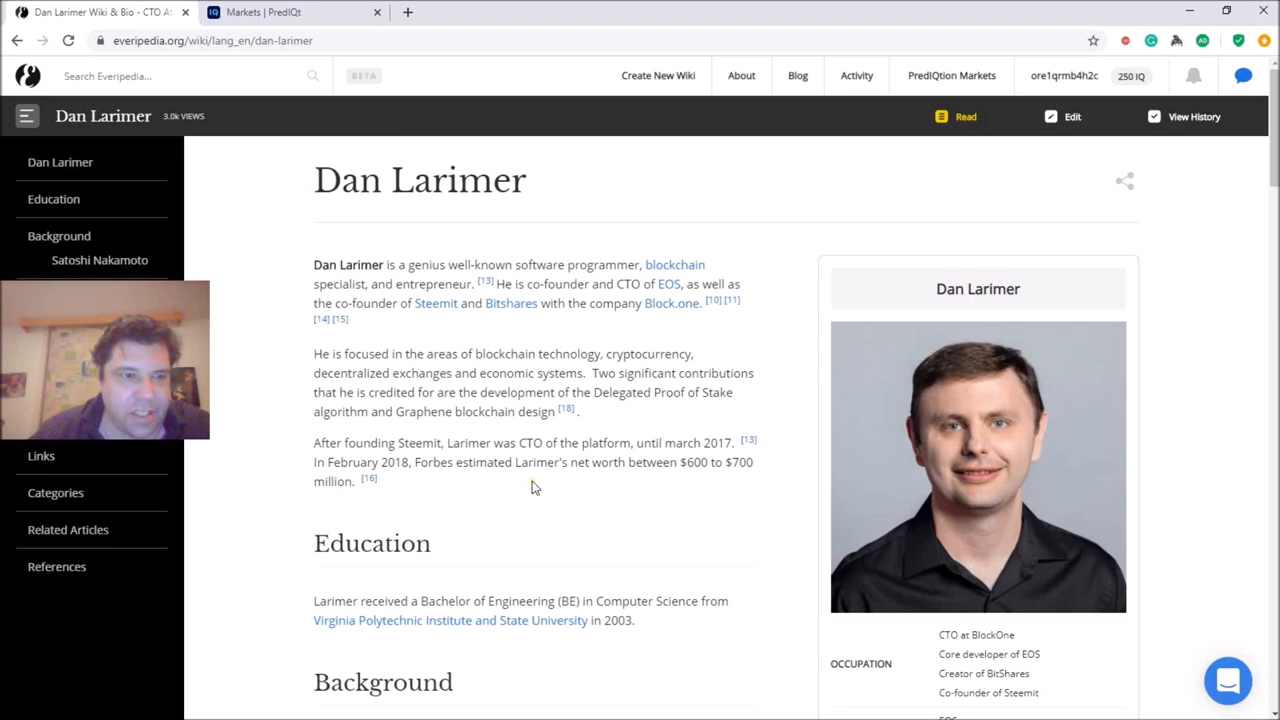 Dan Larimer Wiki & Bio - CTO At
Markets | PredIQt
everipedia.org/wiki/lang_en/dan-larimer
Search Everipedia...
BETA
Create New Wiki
About
Blog
Activity
PredIQtion Markets
ore1qrmb4h2c
250 IQ
Dan Larimer
3.0k VIEWS
Read
Edit
View History
Dan Larimer
Education
Background
Satoshi Nakamoto
Links
Categories
Related Articles
References
Dan Larimer
Dan Larimer is a genius well-known software programmer, blockchain
specialist, and entrepreneur. [13] He is co-founder and CTO of EOS, as well as
the co-founder of Steemit and Bitshares with the company Block.one. [10] [11]
[14] [15]
He is focused in the areas of blockchain technology, cryptocurrency,
decentralized exchanges and economic systems. Two significant contributions
that he is credited for are the development of the Delegated Proof of Stake
algorithm and Graphene blockchain design [18] .
After founding Steemit, Larimer was CTO of the platform, until march 2017. [13]
In February 2018, Forbes estimated Larimer's net worth between $600 to $700
million. [16]
Education
Larimer received a Bachelor of Engineering (BE) in Computer Science from
Virginia Polytechnic Institute and State University in 2003.
Background
Dan Larimer
OCCUPATION
CTO at BlockOne
Core developer of EOS
Creator of BitShares
Co-founder of Steemit